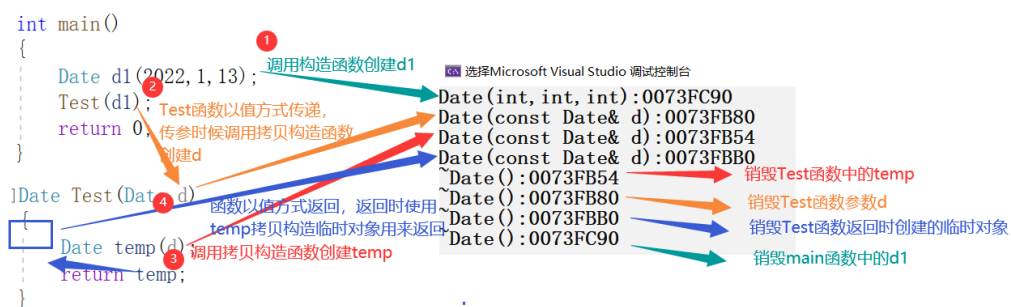 int main()
{
Date d1(2022,1,13);
Test(d1);
return 0;
}
1
调用构造函数创建d1
2
Test函数以值方式传递，
传参时候调用拷贝构造函数
创建d
]Date Test(Date d)
{
Date temp(d);
return temp;
}
4
函数以值方式返回，返回时使用
temp拷贝构造临时对象用来返回
3
调用拷贝构造函数创建temp
选择Microsoft Visual Studio 调试控制台
Date(int,int,int):0073FC90
Date(const Date& d):0073FB80
Date(const Date& d):0073FB54
Date(const Date& d):0073FBB0
~Date():0073FB54
~Date():0073FB80
~Date():0073FBB0
~Date():0073FC90
销毁Test函数中的temp
销毁Test函数参数d
销毁Test函数返回时创建的临时对象
销毁main函数中的d1